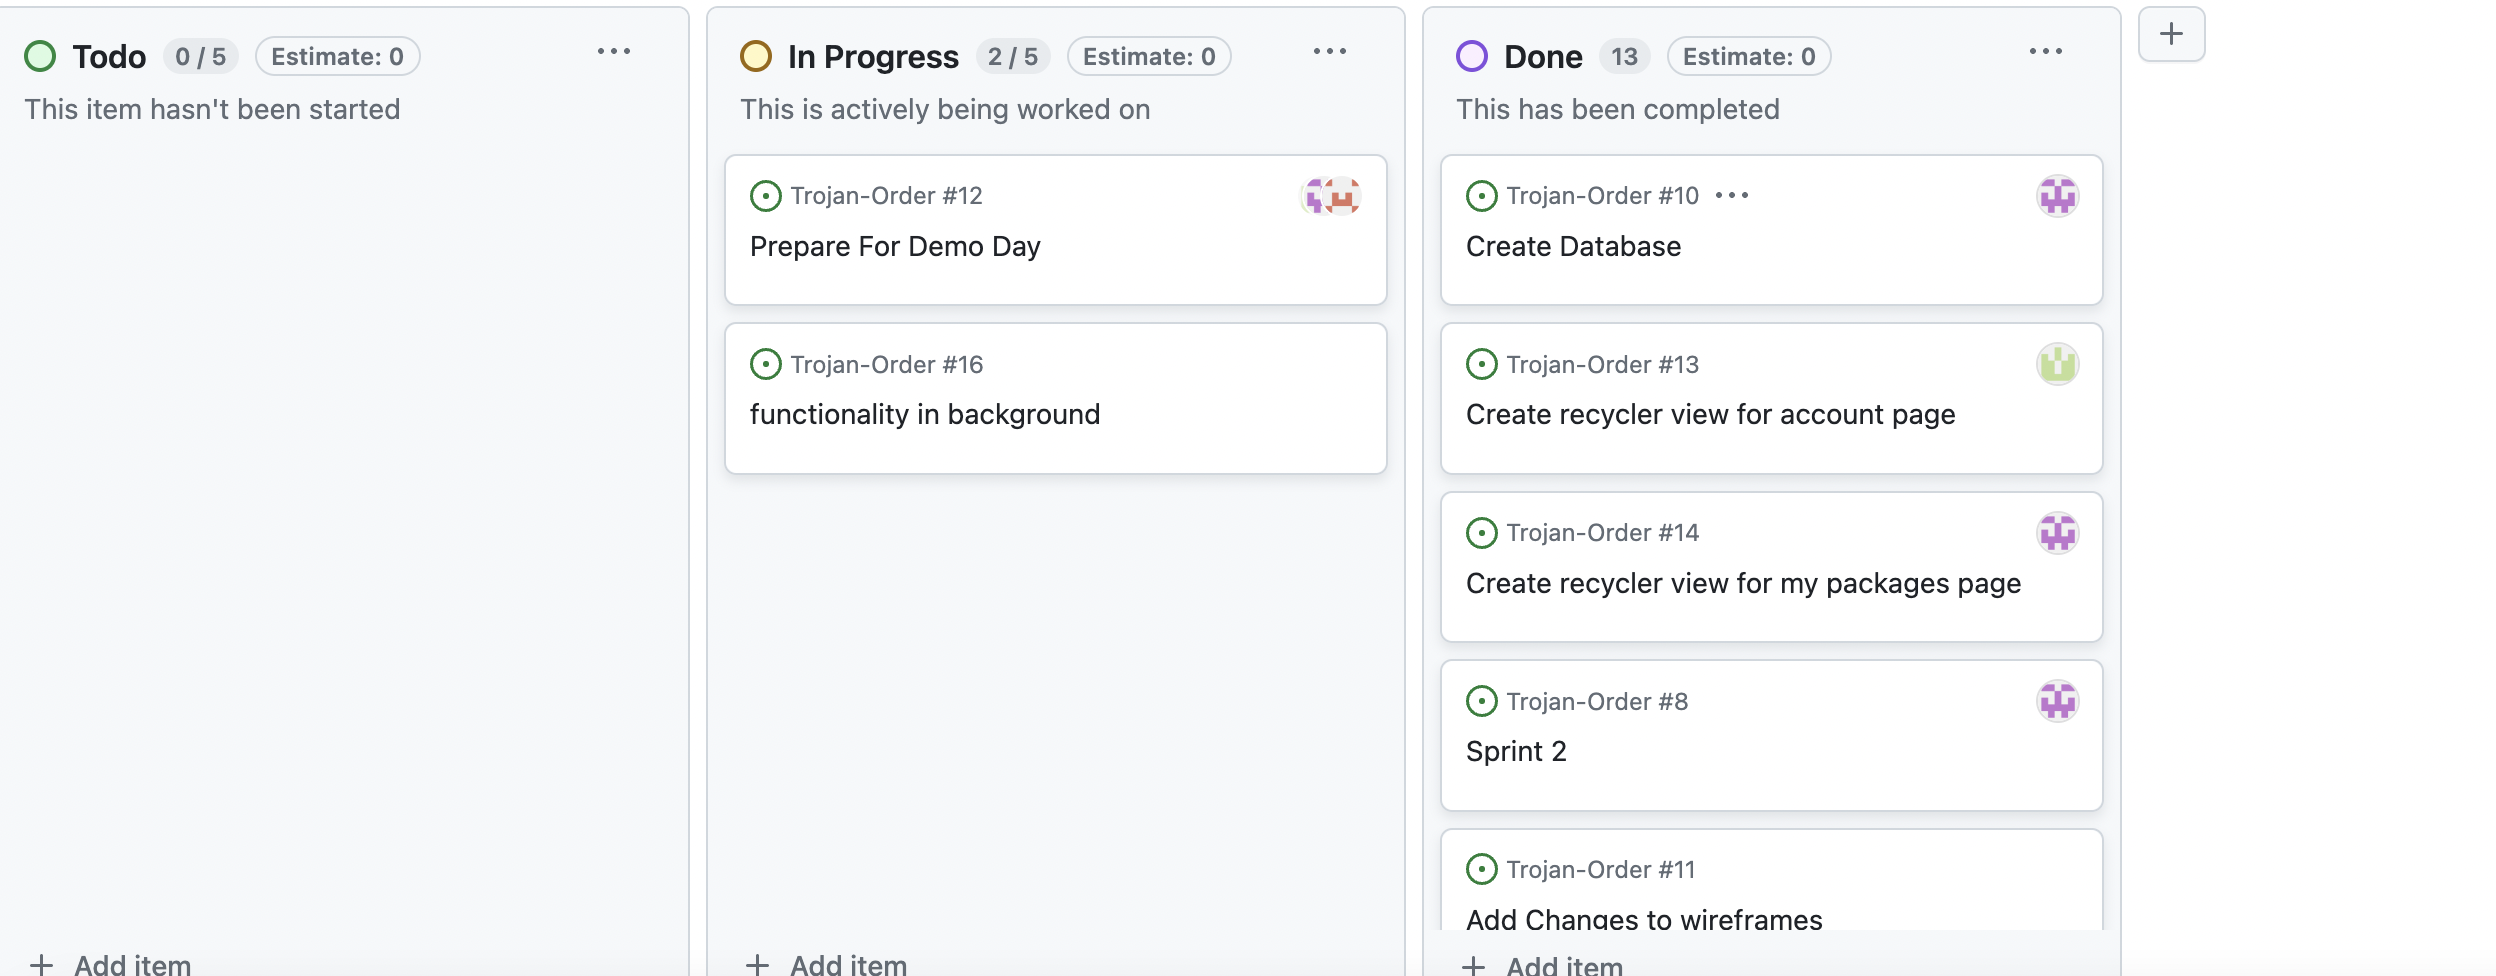 Todo 0 / 5 Estimate: 0
This item hasn't been started
Add item
In Progress 2 / 5 Estimate: 0
This is actively being worked on
Trojan-Order #12
Prepare For Demo Day
Trojan-Order #16
functionality in background
Add item
Done 13 Estimate: 0
This has been completed
Trojan-Order #10
Create Database
Trojan-Order #13
Create recycler view for account page
Trojan-Order #14
Create recycler view for my packages page
Trojan-Order #8
Sprint 2
Trojan-Order #11
Add Changes to wireframes
Add item